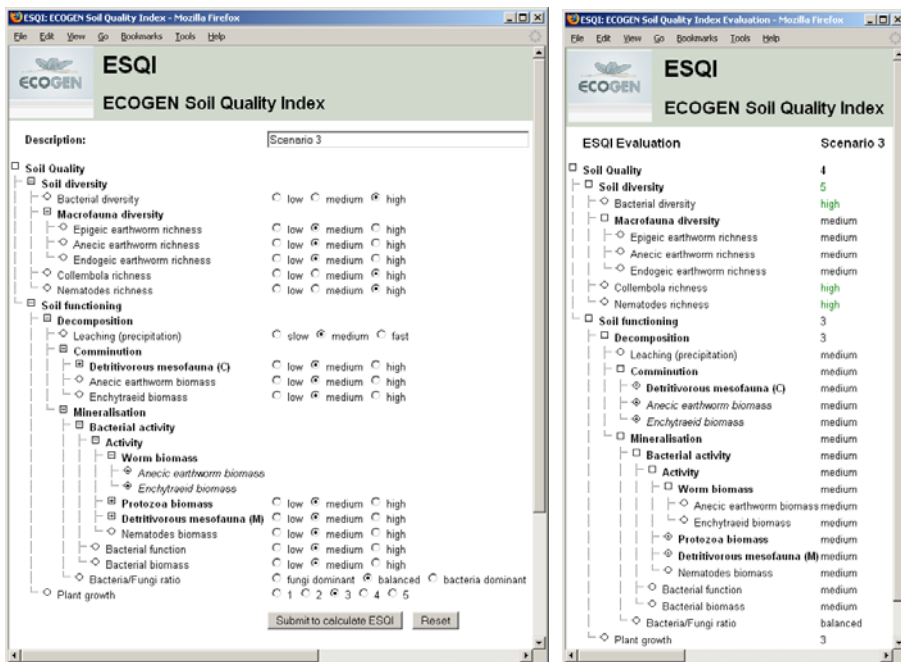 ESQI: ECOGEN Soil Quality Index - Mozilla Firefox
File Edit View Go Bookmarks Tools Help
ECOGEN
ESQI
ECOGEN Soil Quality Index
Description: Scenario 3
Soil Quality
Soil diversity
Bacterial diversity low medium high
Macrofauna diversity
Epigeic earthworm richness low medium high
Anecic earthworm richness low medium high
Endogeic earthworm richness low medium high
Collembola richness low medium high
Nematodes richness low medium high
Soil functioning
Decomposition
Leaching (precipitation) slow medium fast
Comminution
Detritivorous mesofauna (C) low medium high
Anecic earthworm biomass low medium high
Enchytraeid biomass low medium high
Mineralisation
Bacterial activity
Activity
Worm biomass
Anecic earthworm biomass
Enchytraeid biomass
Protozoa biomass low medium high
Detritivorous mesofauna (M) low medium high
Nematodes biomass low medium high
Bacterial function low medium high
Bacterial biomass low medium high
Bacteria/Fungi ratio fungi dominant balanced bacteria dominant
Plant growth 1 2 3 4 5
Submit to calculate ESQI Reset
ESQI: ECOGEN Soil Quality Index Evaluation - Mozilla Firefox
File Edit View Go Bookmarks Tools Help
ECOGEN
ESQI
ECOGEN Soil Quality Index
ESQI Evaluation Scenario 3
Soil Quality 4
Soil diversity 5
Bacterial diversity high
Macrofauna diversity medium
Epigeic earthworm richness medium
Anecic earthworm richness medium
Endogeic earthworm richness medium
Collembola richness high
Nematodes richness high
Soil functioning 3
Decomposition 3
Leaching (precipitation) medium
Comminution medium
Detritivorous mesofauna (C) medium
Anecic earthworm biomass medium
Enchytraeid biomass medium
Mineralisation medium
Bacterial activity medium
Activity medium
Worm biomass medium
Anecic earthworm biomass medium
Enchytraeid biomass medium
Protozoa biomass medium
Detritivorous mesofauna (M) medium
Nematodes biomass medium
Bacterial function medium
Bacterial biomass medium
Bacteria/Fungi ratio balanced
Plant growth 3